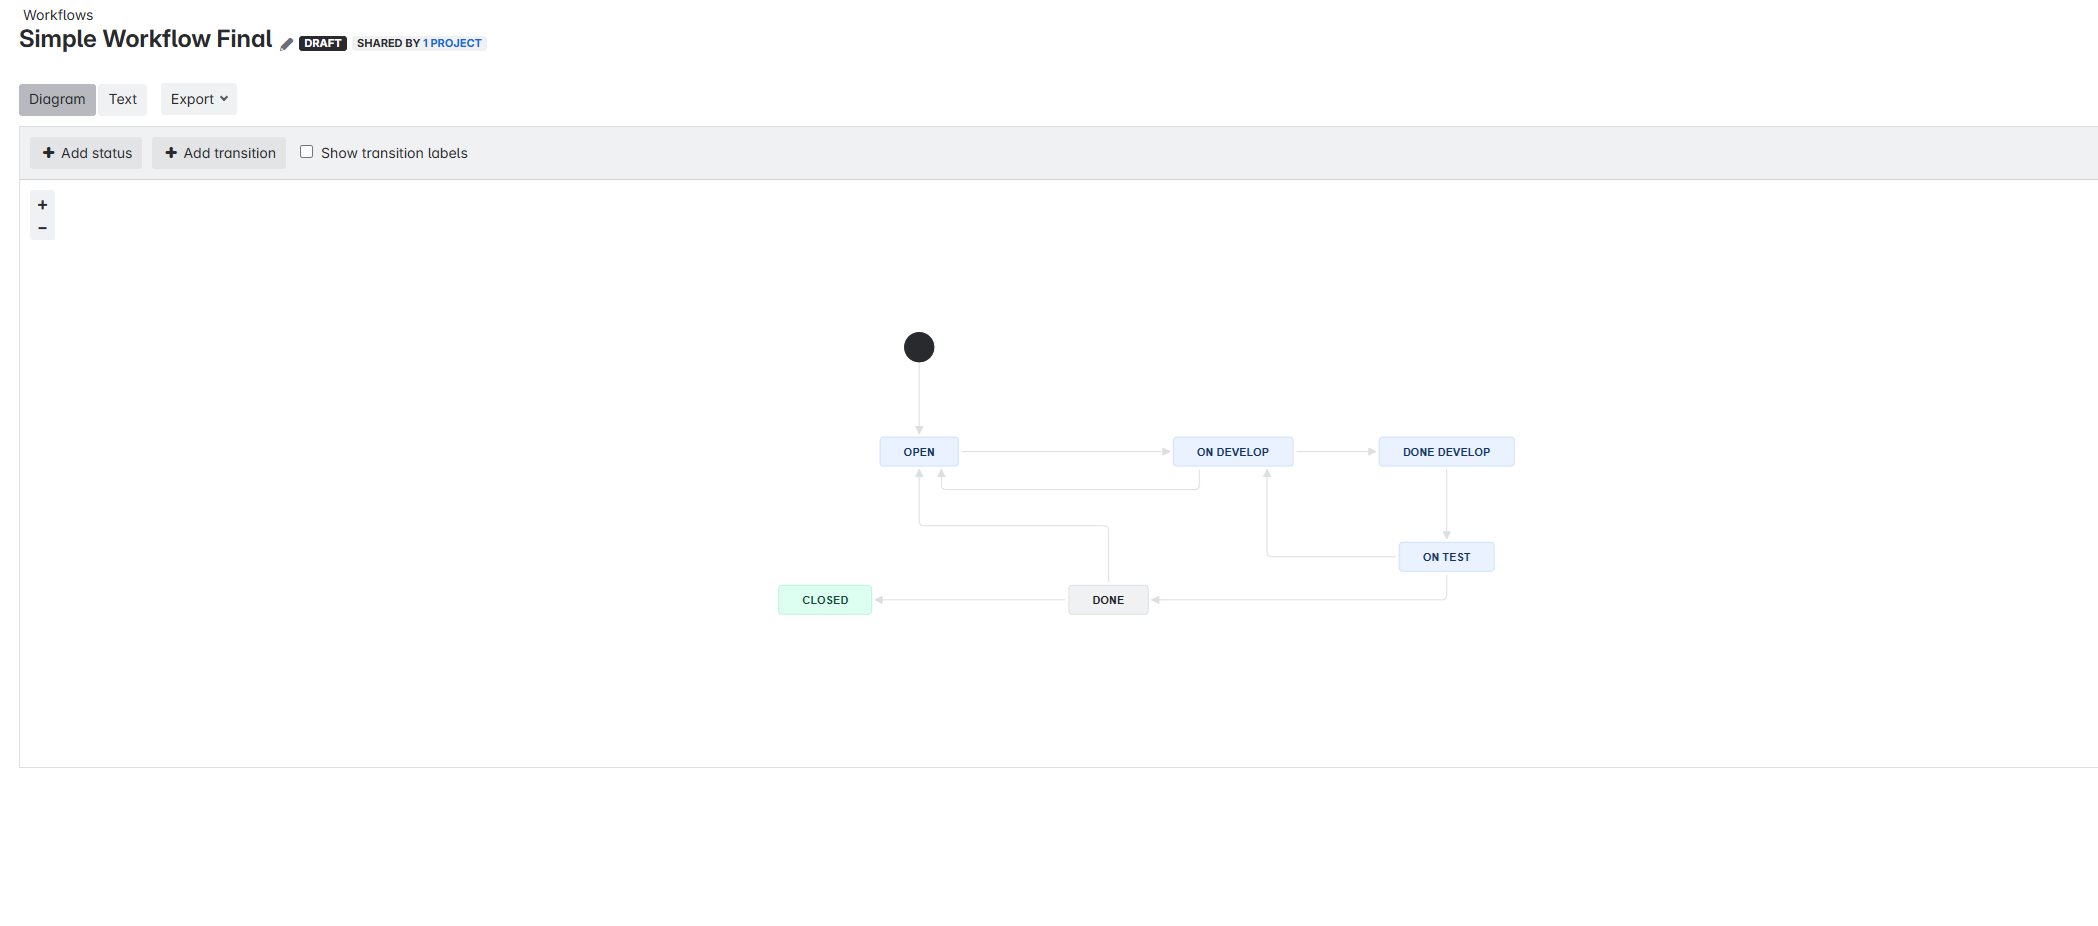 Workflows
Simple Workflow Final DRAFT SHARED BY 1 PROJECT
Diagram Text Export
+ Add status + Add transition Show transition labels
+
−
OPEN ON DEVELOP DONE DEVELOP
ON TEST
CLOSED DONE